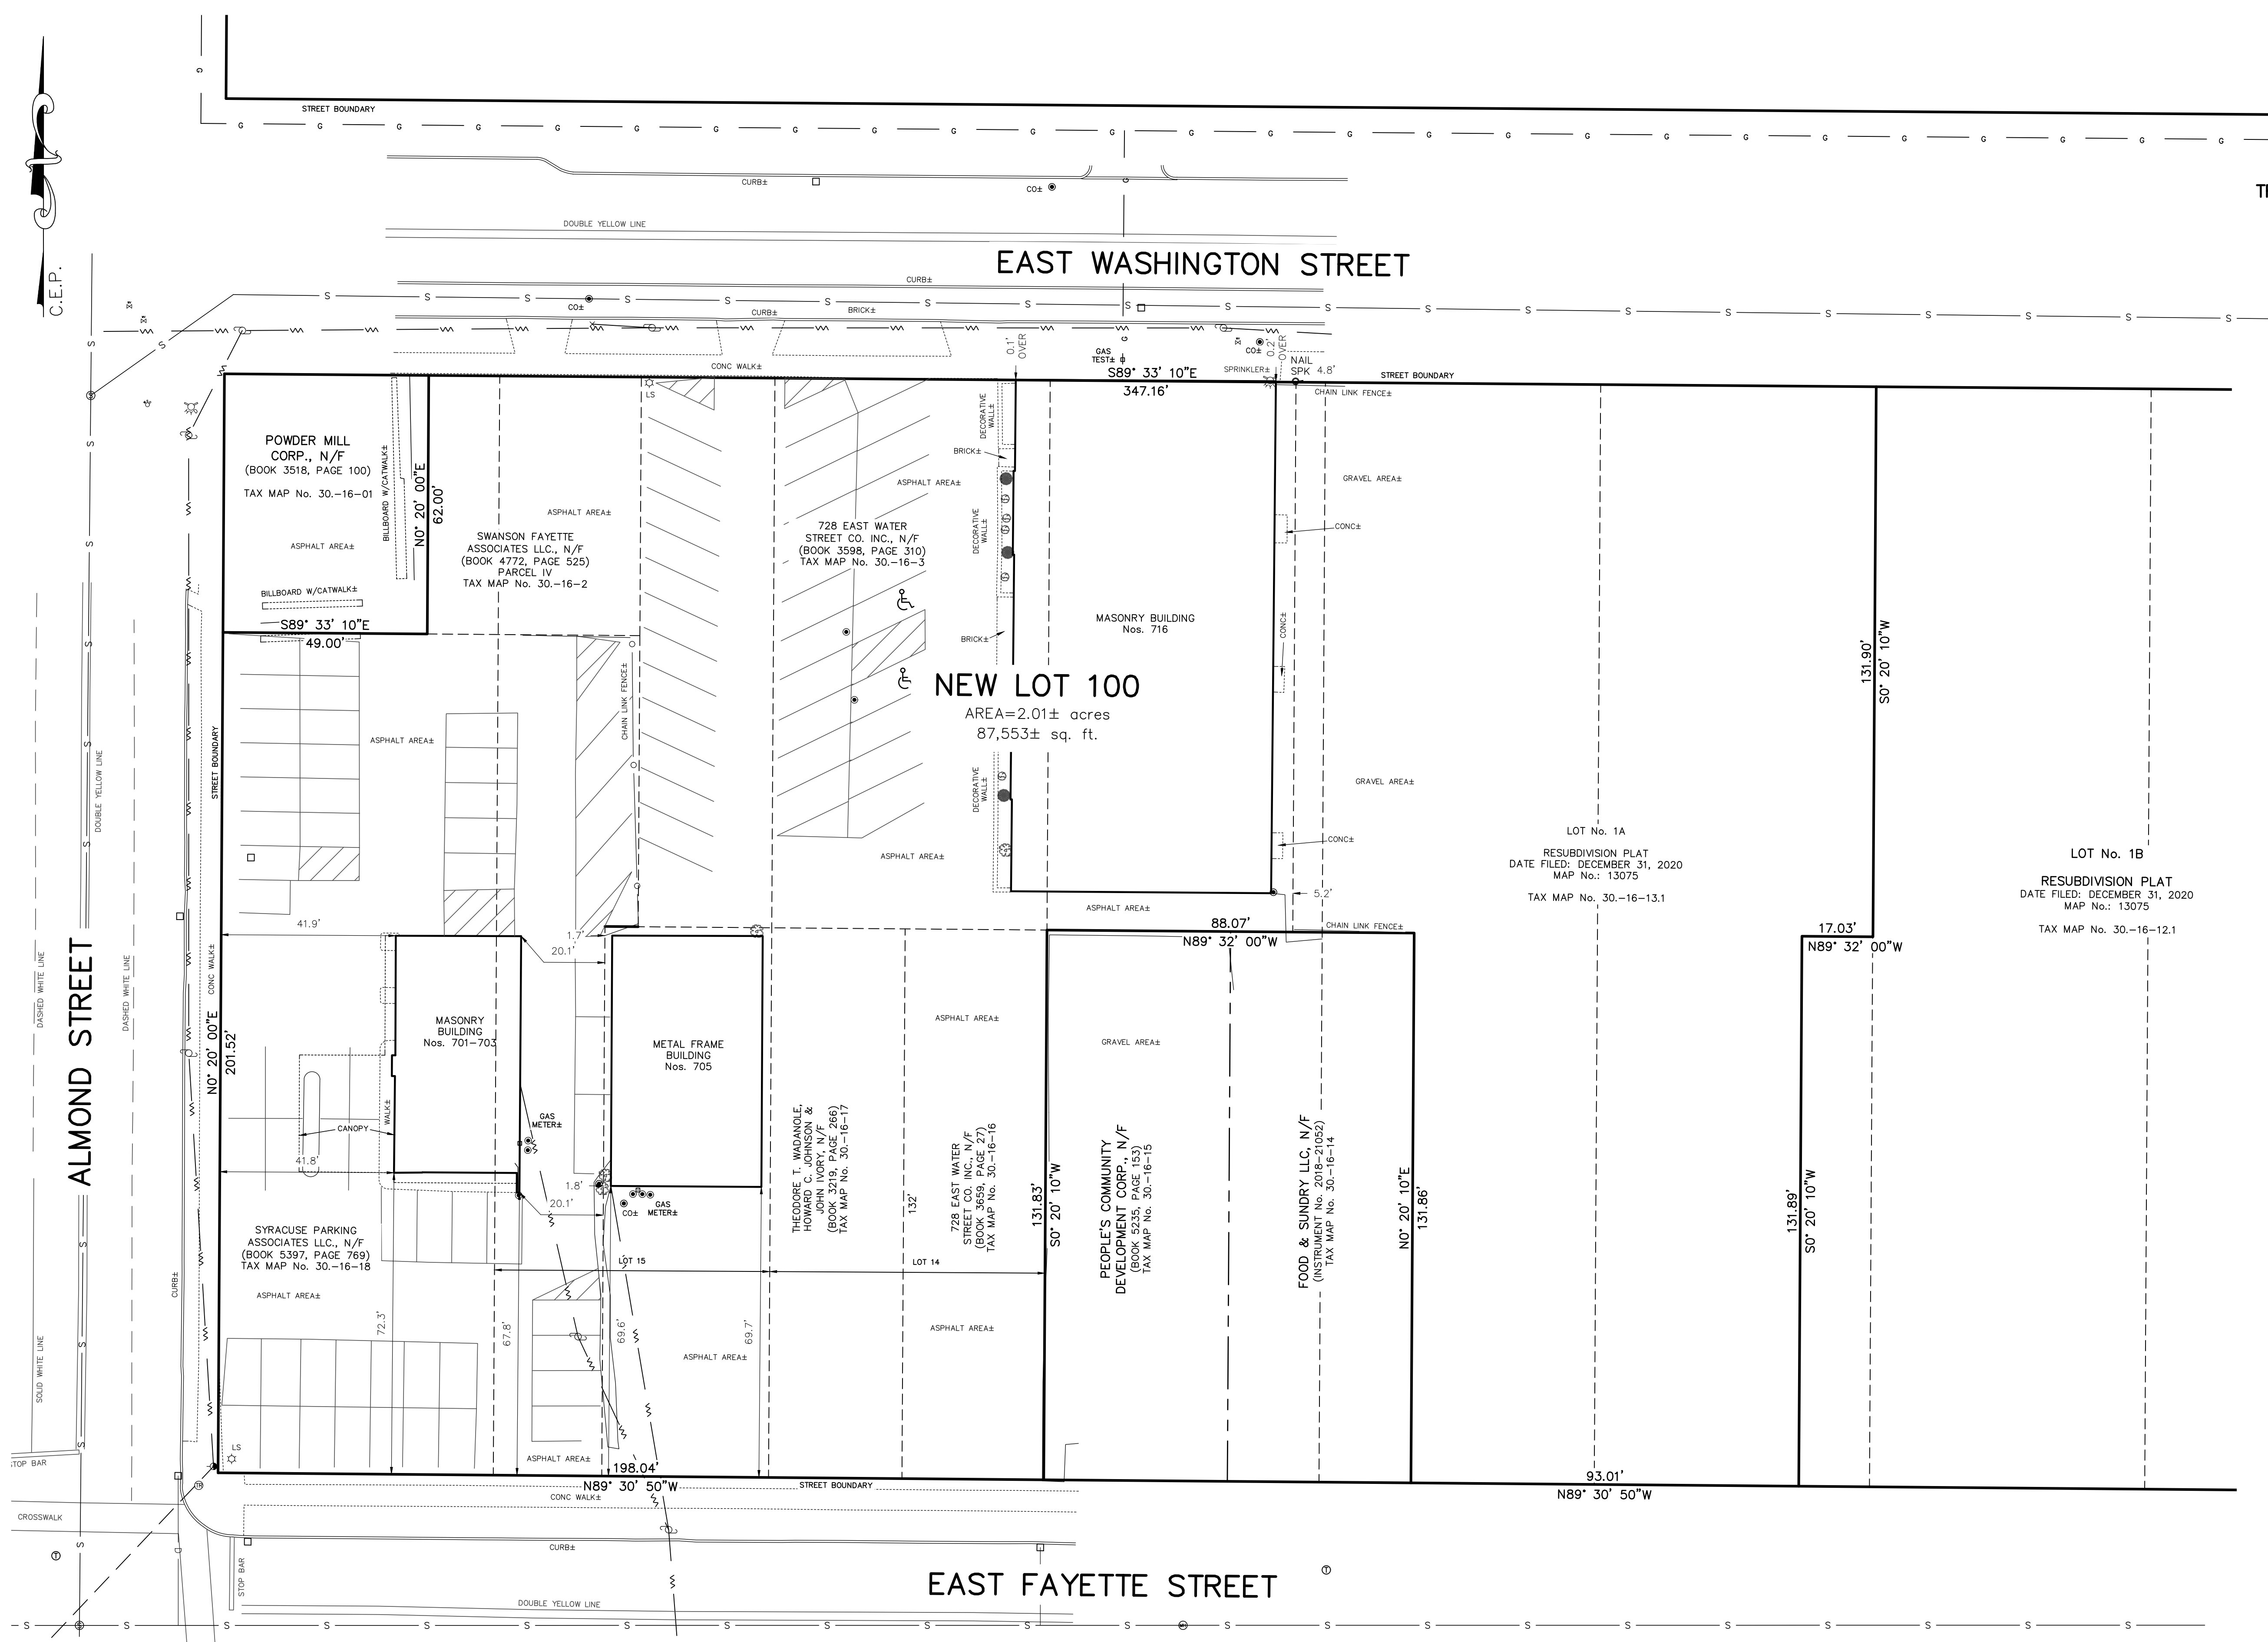 G
STREET BOUNDARY
G G G G G G G G G G G G G G G G G G G G G G G G G G
CURB±
CO±
G
TF
DOUBLE YELLOW LINE
EAST WASHINGTON STREET
C.E.P.
CURB±
S S S S S S S S S S S S S S S S S S S S
CO±
CURB±
BRICK±
0.1'
OVER
GAS
TEST±
G
CO±
0.2'
OVER
NAIL
SPK
4.8'
CONC WALK±
S89° 33' 10"E
347.16'
SPRINKLER±
STREET BOUNDARY
CHAIN LINK FENCE±
LS
POWDER MILL
CORP., N/F
(BOOK 3518, PAGE 100)
TAX MAP No. 30.-16-01
ASPHALT AREA±
BILLBOARD W/CATWALK±
BILLBOARD W/CATWALK±
N0° 20' 00"E
62.00'
S89° 33' 10"E
49.00'
ASPHALT AREA±
SWANSON FAYETTE
ASSOCIATES LLC., N/F
(BOOK 4772, PAGE 525)
PARCEL IV
TAX MAP No. 30.-16-2
ASPHALT AREA±
728 EAST WATER
STREET CO. INC., N/F
(BOOK 3598, PAGE 310)
TAX MAP No. 30.-16-3
DECORATIVE
WALL±
BRICK±
DECORATIVE
WALL±
BRICK±
DECORATIVE
WALL±
MASONRY BUILDING
Nos. 716
GRAVEL AREA±
CONC±
CONC±
GRAVEL AREA±
CONC±
NEW LOT 100
AREA=2.01± acres
87,553± sq. ft.
CHAIN LINK FENCE±
ASPHALT AREA±
ASPHALT AREA±
ASPHALT AREA±
5.2'
CHAIN LINK FENCE±
88.07'
N89° 32' 00"W
LOT No. 1A
RESUBDIVISION PLAT
DATE FILED: DECEMBER 31, 2020
MAP No.: 13075
TAX MAP No. 30.-16-13.1
131.90'
S0° 20' 10"W
17.03'
N89° 32' 00"W
LOT No. 1B
RESUBDIVISION PLAT
DATE FILED: DECEMBER 31, 2020
MAP No.: 13075
TAX MAP No. 30.-16-12.1
STREET BOUNDARY
DOUBLE YELLOW LINE
DASHED WHITE LINE
DASHED WHITE LINE
SOLID WHITE LINE
ALMOND STREET
CONC WALK±
N0° 20' 00"E
201.52'
CURB±
41.9'
1.7'
20.1'
MASONRY
BUILDING
Nos. 701-703
METAL FRAME
BUILDING
Nos. 705
WALK±
CANOPY
41.8'
GAS
METER±
1.8'
20.1'
CO±
GAS
METER±
SYRACUSE PARKING
ASSOCIATES LLC., N/F
(BOOK 5397, PAGE 769)
TAX MAP No. 30.-16-18
ASPHALT AREA±
72.3'
67.8'
69.6'
69.7'
LOT 15
LOT 14
THEODORE T. WADANOLE,
HOWARD C. JOHNSON &
JOHN IVORY, N/F
(BOOK 3219, PAGE 266)
TAX MAP No. 30.-16-17
132'
ASPHALT AREA±
728 EAST WATER
STREET CO. INC., N/F
(BOOK 3659, PAGE 27)
TAX MAP No. 30.-16-16
ASPHALT AREA±
ASPHALT AREA±
ASPHALT AREA±
131.83'
S0° 20' 10"W
GRAVEL AREA±
PEOPLE'S COMMUNITY
DEVELOPMENT CORP., N/F
(BOOK 5235, PAGE 153)
TAX MAP No. 30.-16-15
FOOD & SUNDRY LLC, N/F
(INSTRUMENT No. 2018-21052)
TAX MAP No. 30.-16-14
N0° 20' 10"E
131.86'
131.89'
S0° 20' 10"W
LS
198.04'
N89° 30' 50"W
STREET BOUNDARY
93.01'
N89° 30' 50"W
CONC WALK±
STOP BAR
CROSSWALK
T
STOP BAR
CURB±
T
EAST FAYETTE STREET
DOUBLE YELLOW LINE
S S S S S S S S S S S S S S S S S S S S S S